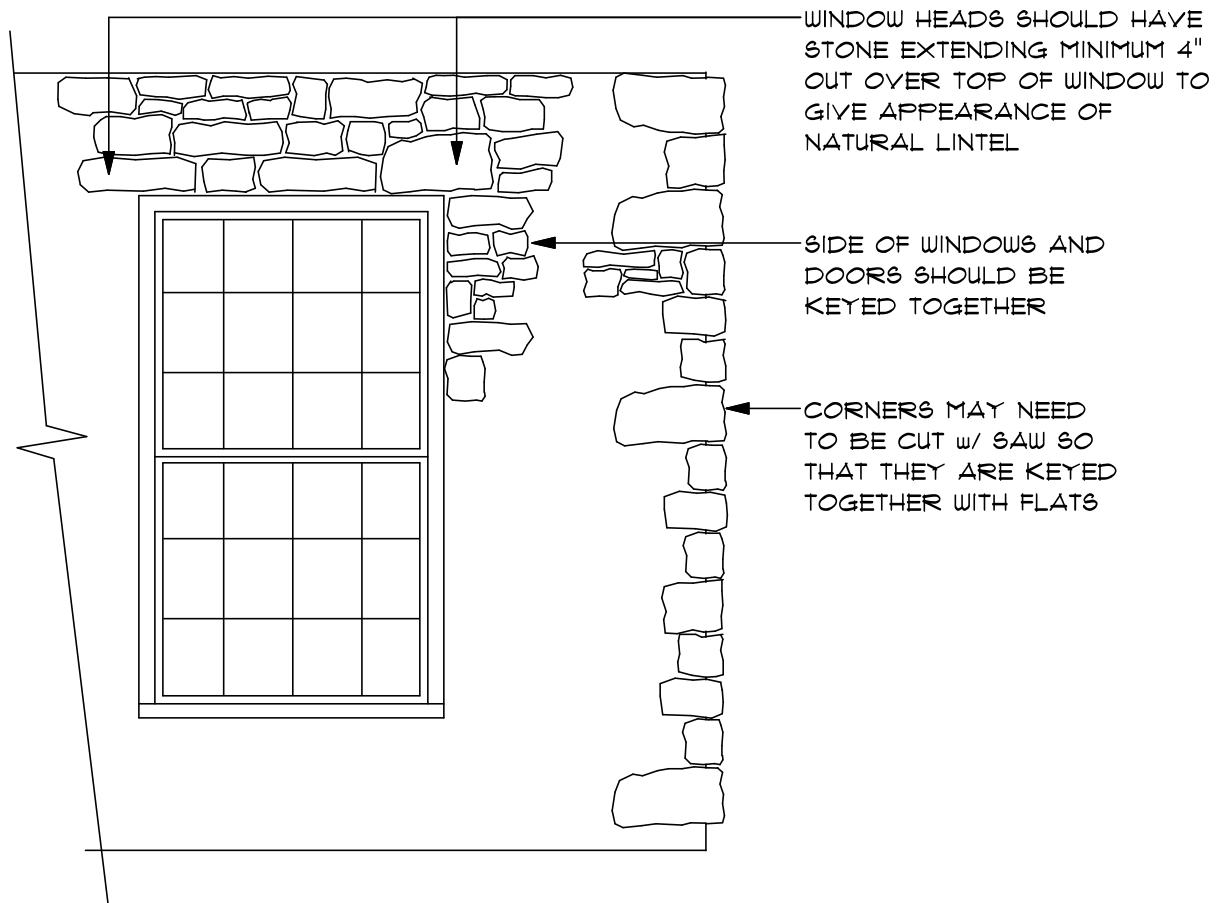 WINDOW HEADS SHOULD HAVE
STONE EXTENDING MINIMUM 4"
OUT OVER TOP OF WINDOW TO
GIVE APPEARANCE OF
NATURAL LINTEL
SIDE OF WINDOWS AND
DOORS SHOULD BE
KEYED TOGETHER
CORNERS MAY NEED
TO BE CUT w/ SAW SO
THAT THEY ARE KEYED
TOGETHER WITH FLATS